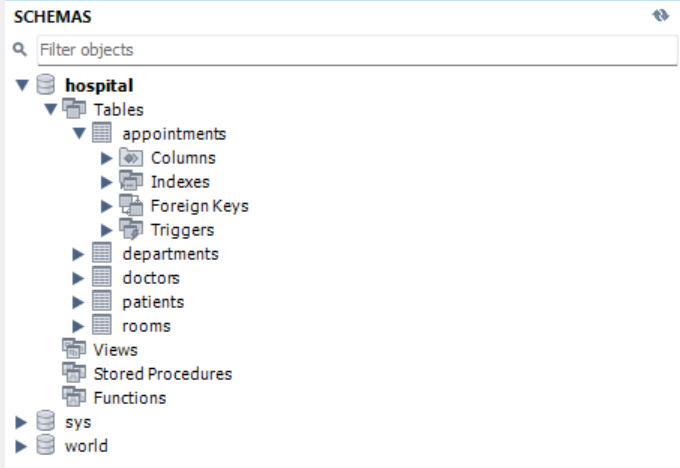 SCHEMAS
Filter objects
hospital
Tables
appointments
Columns
Indexes
Foreign Keys
Triggers
departments
doctors
patients
rooms
Views
Stored Procedures
Functions
sys
world